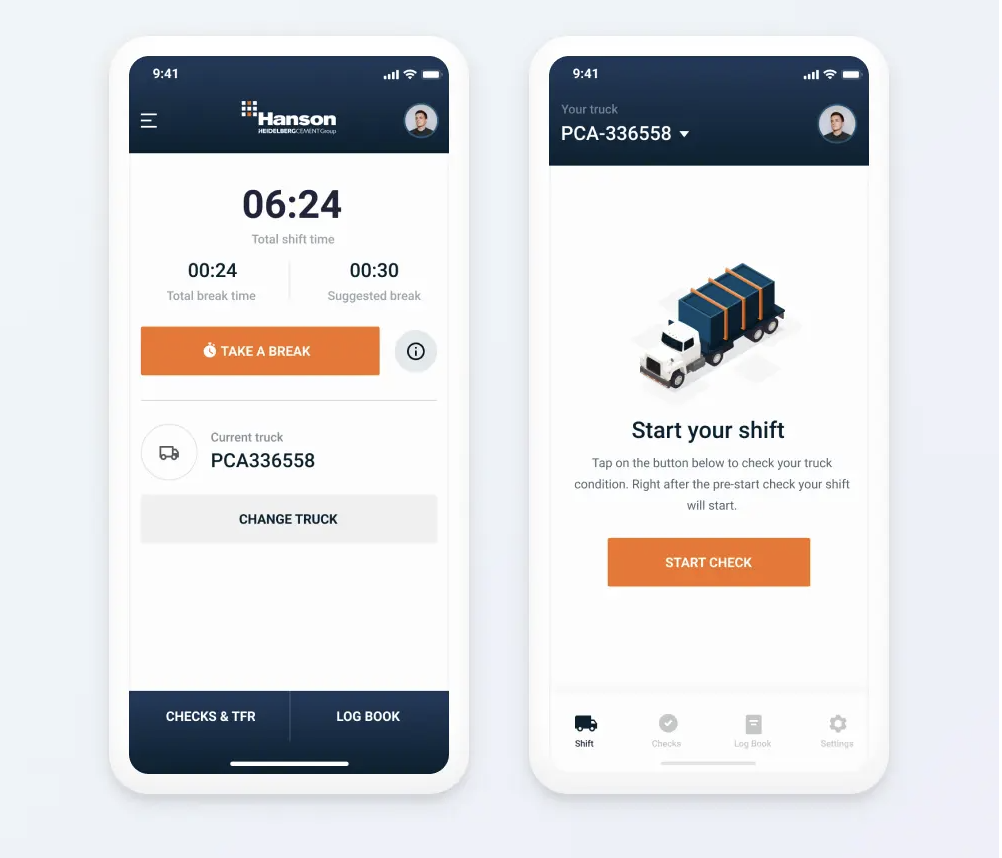 9:41
Hanson
HEIDELBERGCEMENTGroup
06:24
Total shift time
00:24
Total break time
00:30
Suggested break
TAKE A BREAK
Current truck
PCA336558
CHANGE TRUCK
CHECKS & TFR
LOG BOOK
9:41
Your truck
PCA-336558
Start your shift
Tap on the button below to check your truck
condition. Right after the pre-start check your shift
will start.
START CHECK
Shift
Checks
Log Book
Settings